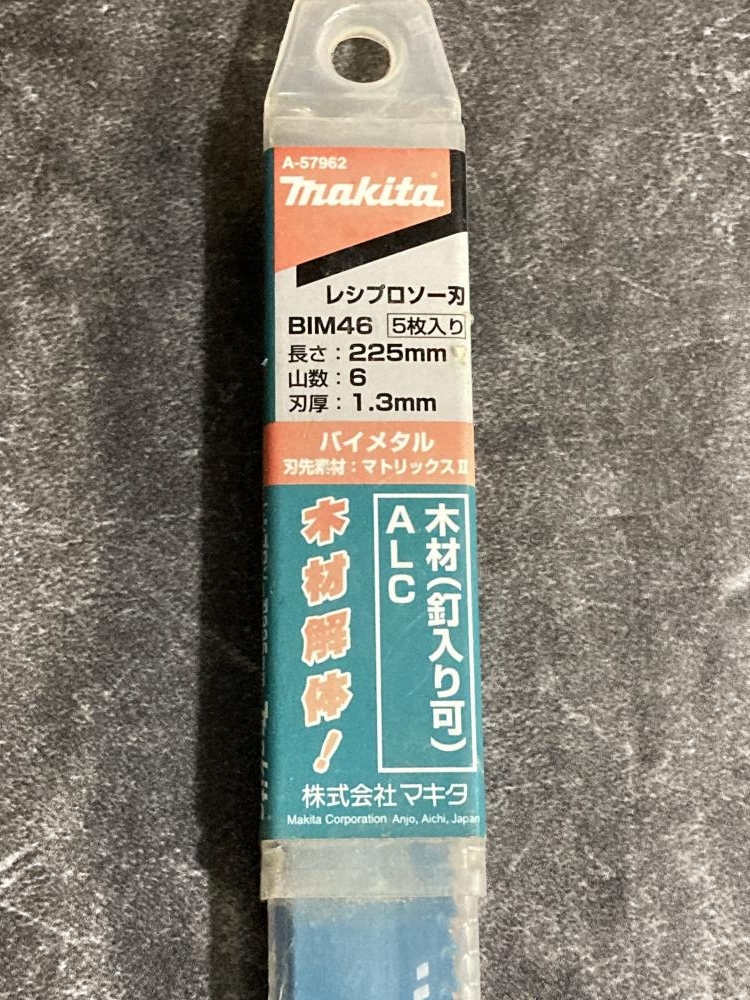 A-57962
makita
レシプロソー刃
BIM46 5枚入り
長さ：225mm
山数：6
刃厚：1.3mm
バイメタル
刃先素材：マトリックスⅡ
木材解体！
木材(釘入り可)
ALC
株式会社マキタ
Makita Corporation Anjo, Aichi, Japan